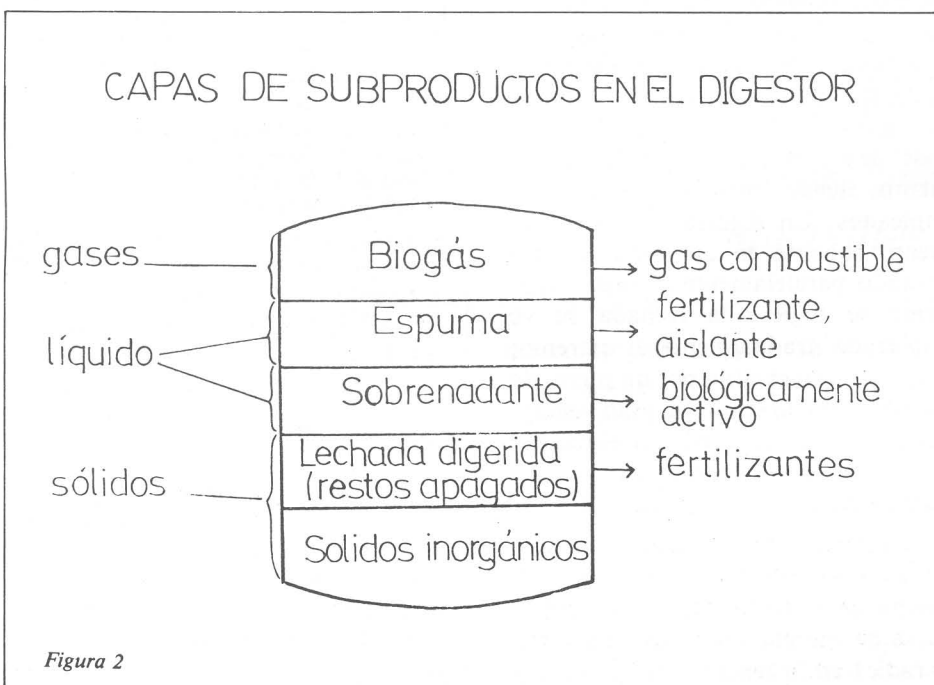 CAPAS DE SUBPRODUCTOS EN EL DIGESTOR
gases
Biogás
gas combustible
líquido
Espuma
fertilizante,
aislante
Sobrenadante
biológicamente
activo
sólidos
Lechada digerida
(restos apagados)
fertilizantes
Solidos inorgánicos
Figura 2